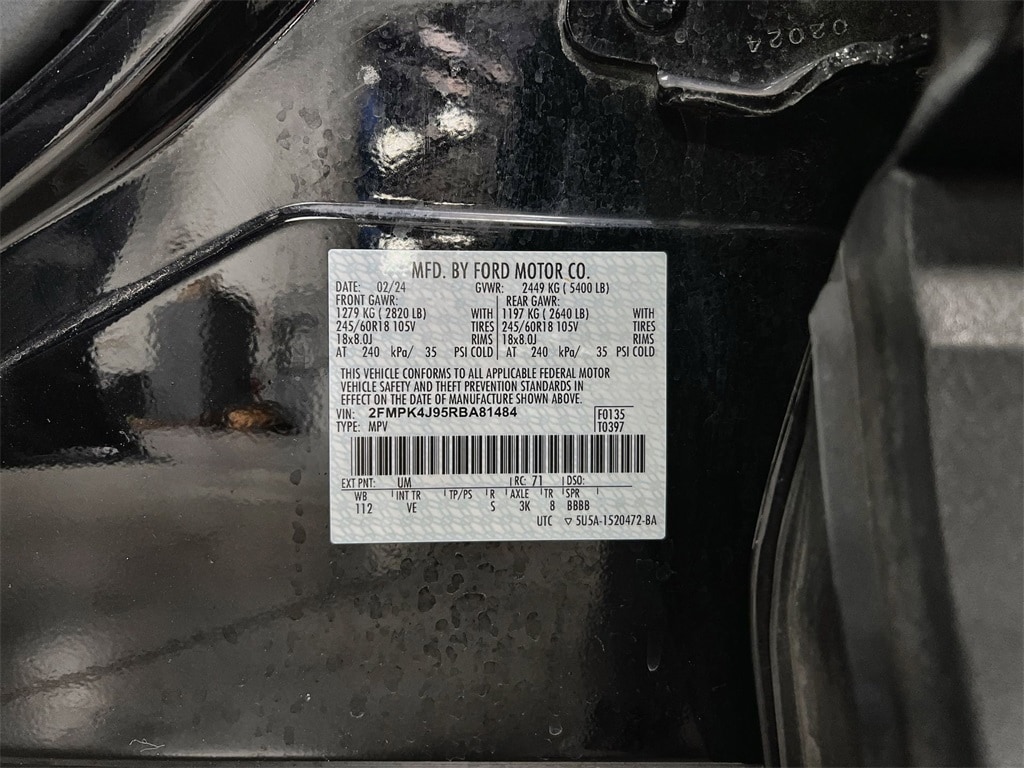 02024
MFD. BY FORD MOTOR CO.
DATE: 02/24 GVWR: 2449 KG ( 5400 LB)
FRONT GAWR: REAR GAWR:
1279 KG ( 2820 LB) WITH 1197 KG ( 2640 LB) WITH
245/60R18 105V TIRES 245/60R18 105V TIRES
18x8.0J RIMS 18x8.0J RIMS
AT 240 kPa/ 35 PSI COLD AT 240 kPa/ 35 PSI COLD
THIS VEHICLE CONFORMS TO ALL APPLICABLE FEDERAL MOTOR
VEHICLE SAFETY AND THEFT PREVENTION STANDARDS IN
EFFECT ON THE DATE OF MANUFACTURE SHOWN ABOVE.
VIN: 2FMPK4J95RBA81484 F0135
TYPE: MPV T0397
EXT PNT: UM RC: 71 DSO:
WB INT TR TP/PS R AXLE TR SPR
112 VE S 3K 8 BBBB
UTC ▽5U5A-1520472-BA